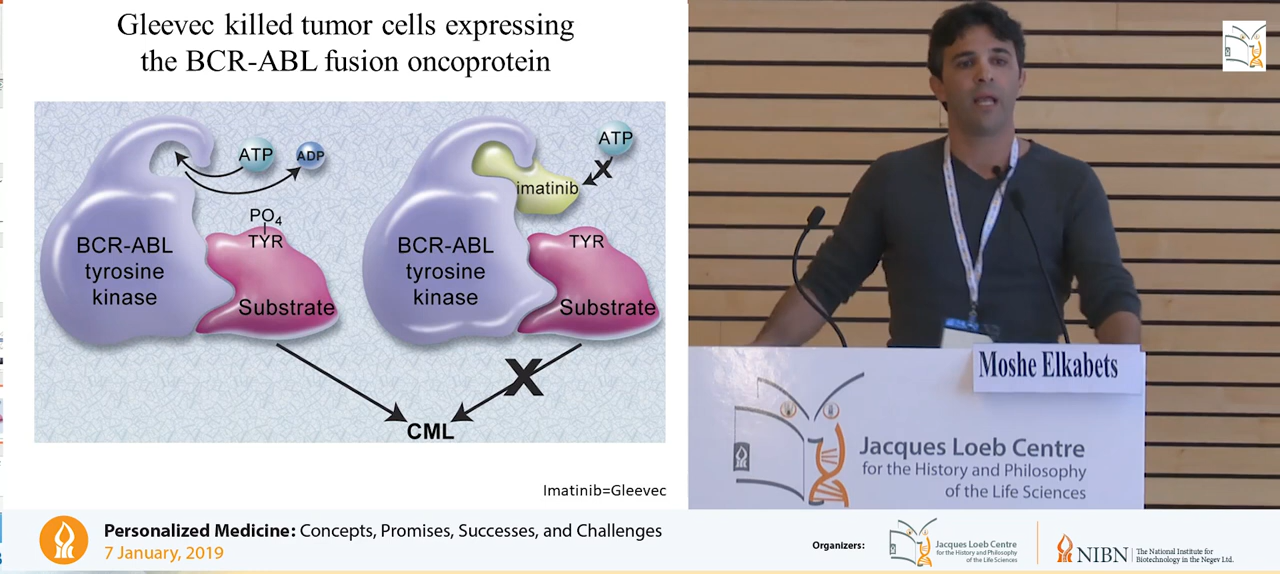 Gleevec killed tumor cells expressing
the BCR-ABL fusion oncoprotein
ATP
ADP
PO4
TYR
BCR-ABL
tyrosine
kinase
Substrate
ATP
X
imatinib
BCR-ABL
tyrosine
kinase
TYR
Substrate
X
CML
Imatinib=Gleevec
Moshe Elkabets
Jacques Loeb Centre
for the History and Philosophy
of the Life Sciences
Personalized Medicine: Concepts, Promises, Successes, and Challenges
7 January, 2019
Organizers:
Jacques Loeb Centre
for the History and Philosophy
of the Life Sciences
NIBN
The National Institute for
Biotechnology in the Negev Ltd.